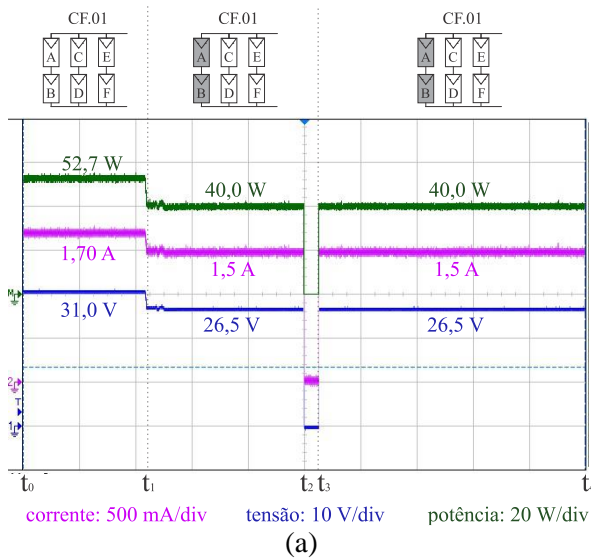 CF.01 CF.01 CF.01
A C E A C E A C E
B D F B D F B D F
52,7 W 40,0 W 40,0 W
1,70 A 1,5 A 1,5 A
M
31,0 V 26,5 V 26,5 V
2
T
1
t0 t1 t2 t3 t
corrente: 500 mA/div tensão: 10 V/div potência: 20 W/div
(a)